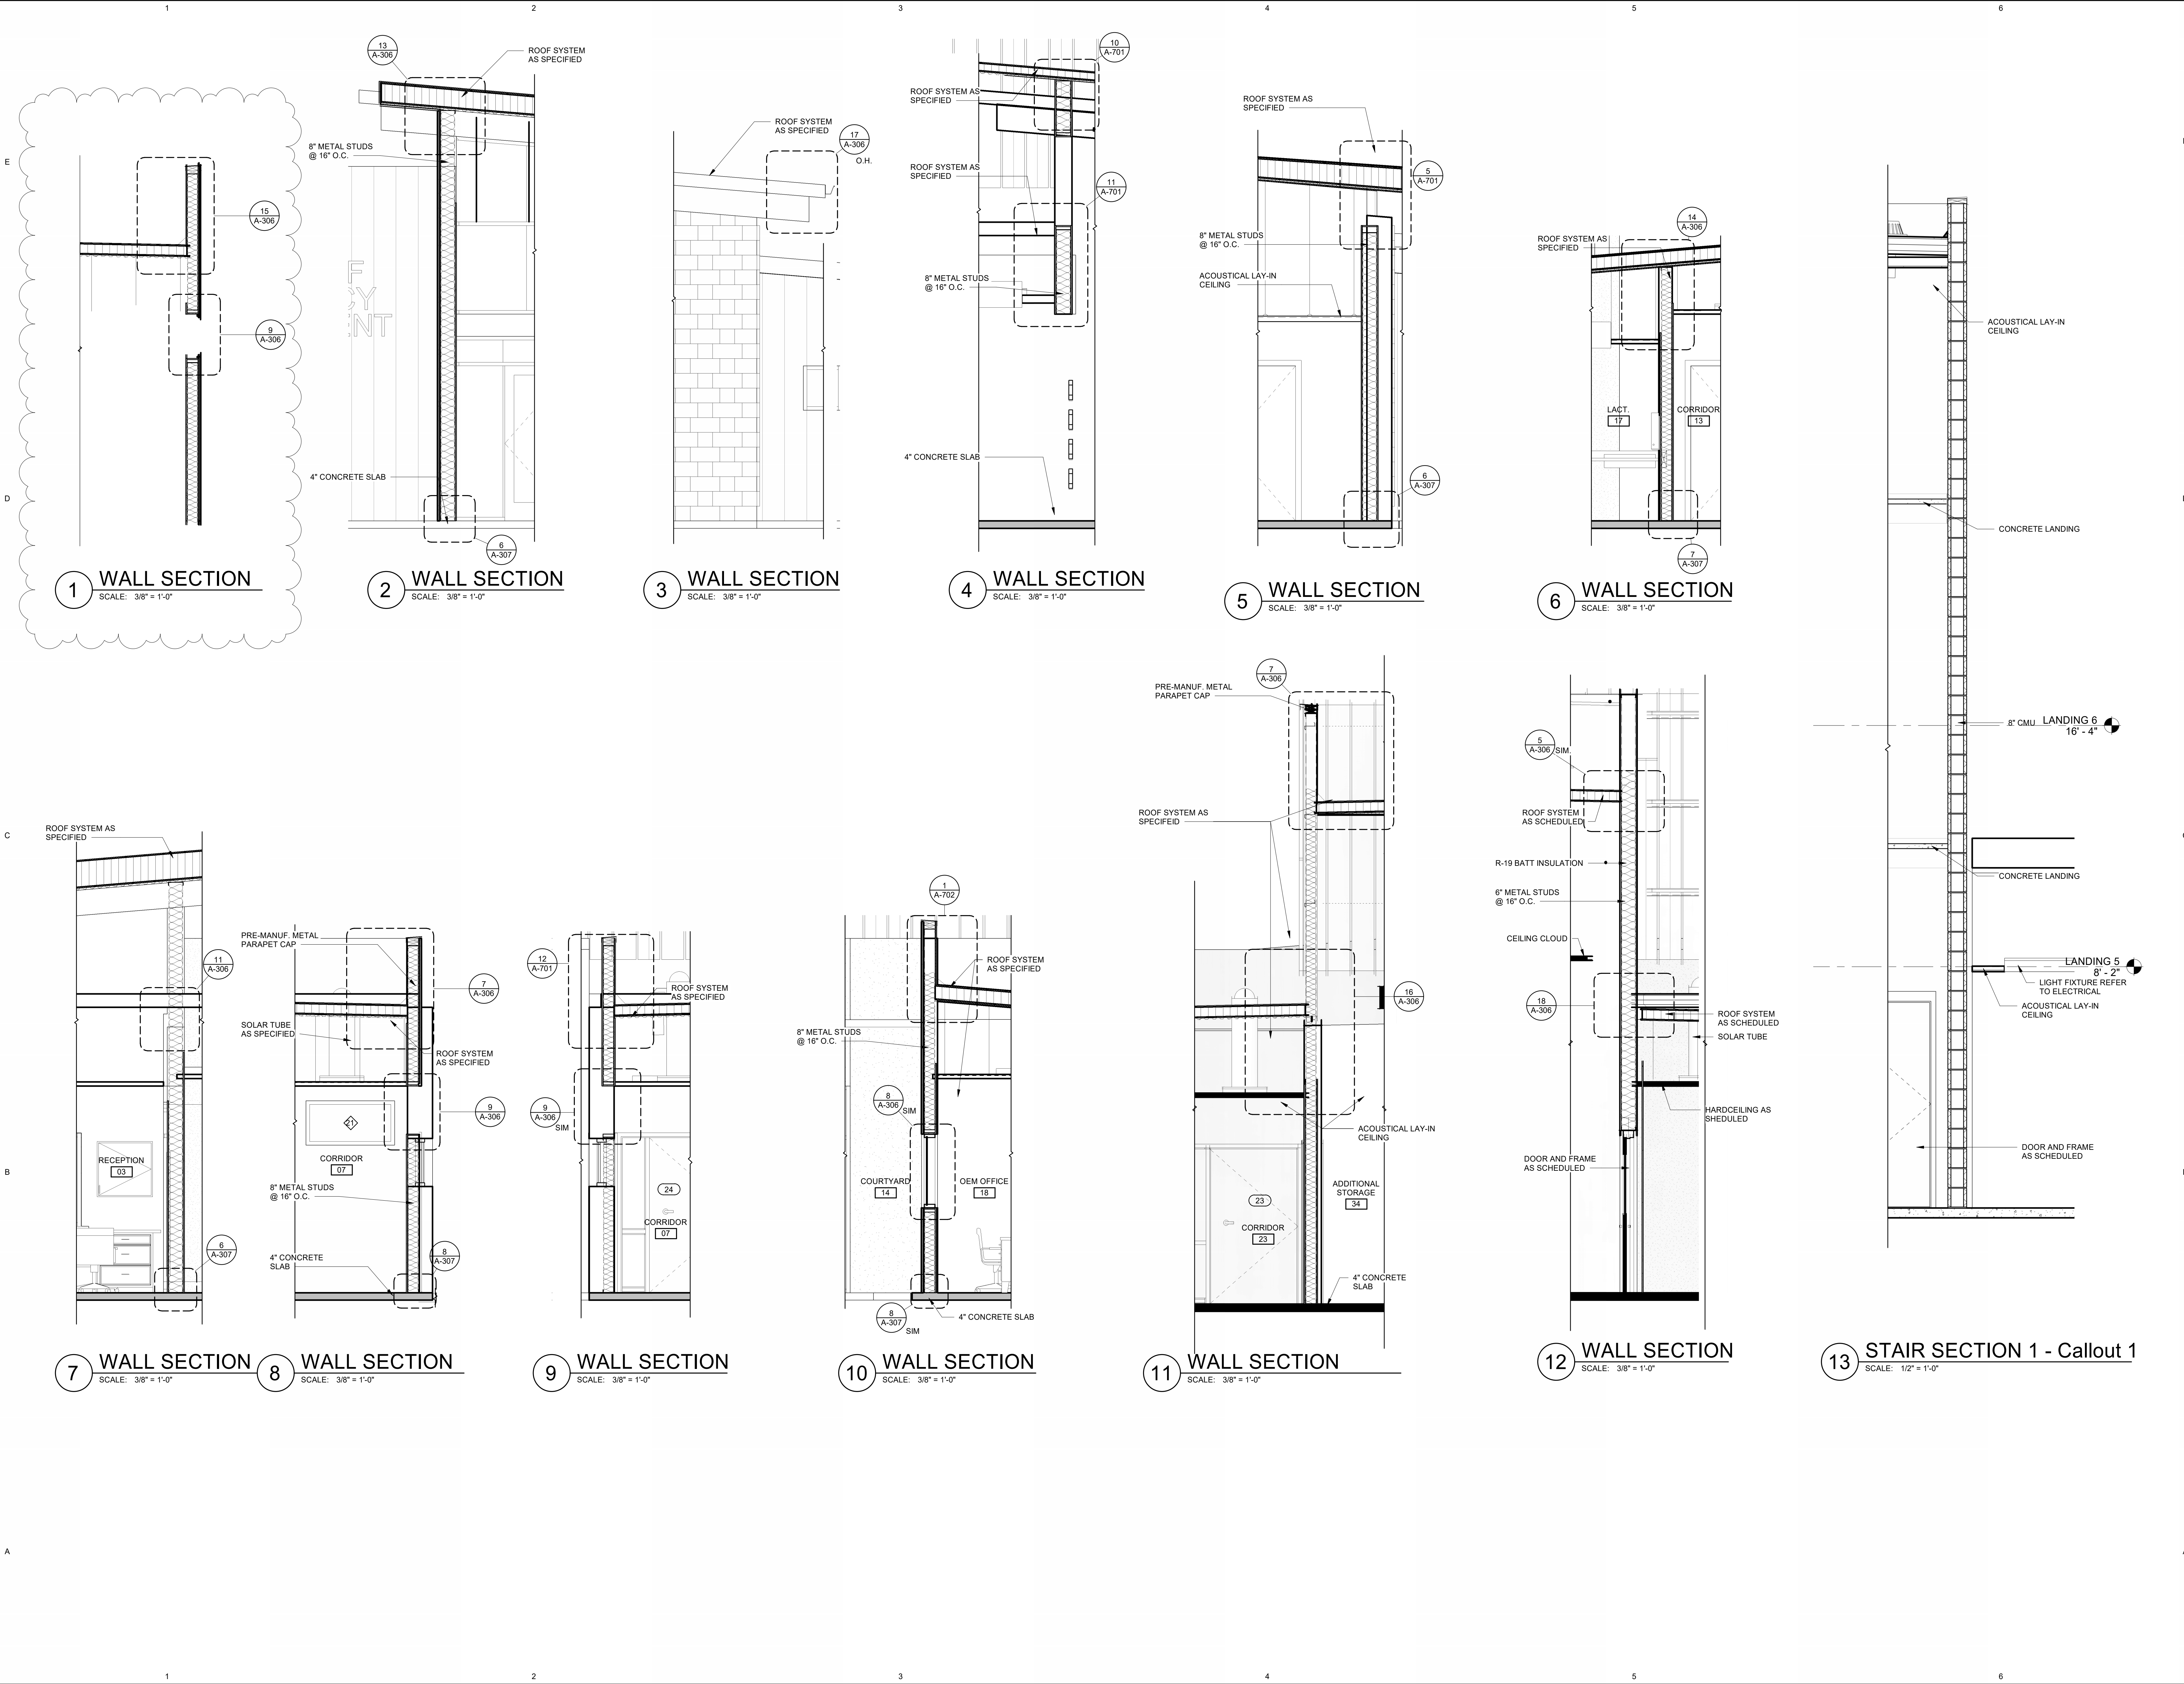 1 2 3 4 5 6
E
D
C
B
A
15
A-306
9
A-306
1
WALL SECTION
SCALE: 3/8" = 1'-0"
13
A-306
ROOF SYSTEM
AS SPECIFIED
8" METAL STUDS
@ 16" O.C.
F
CY
ENT
4" CONCRETE SLAB
6
A-307
2
WALL SECTION
SCALE: 3/8" = 1'-0"
ROOF SYSTEM
AS SPECIFIED
17
A-306
O.H.
3
WALL SECTION
SCALE: 3/8" = 1'-0"
10
A-701
ROOF SYSTEM AS
SPECIFIED
ROOF SYSTEM AS
SPECIFIED
11
A-701
8" METAL STUDS
@ 16" O.C.
4" CONCRETE SLAB
4
WALL SECTION
SCALE: 3/8" = 1'-0"
ROOF SYSTEM AS
SPECIFIED
5
A-701
8" METAL STUDS
@ 16" O.C.
ACOUSTICAL LAY-IN
CEILING
6
A-307
5
WALL SECTION
SCALE: 3/8" = 1'-0"
14
A-306
ROOF SYSTEM AS
SPECIFIED
LACT.
17
CORRIDOR
13
7
A-307
6
WALL SECTION
SCALE: 3/8" = 1'-0"
ROOF SYSTEM AS
SPECIFIED
11
A-306
RECEPTION
03
6
A-307
7
WALL SECTION
SCALE: 3/8" = 1'-0"
PRE-MANUF. METAL
PARAPET CAP
7
A-306
SOLAR TUBE
AS SPECIFIED
ROOF SYSTEM
AS SPECIFIED
9
A-306
21
CORRIDOR
07
8" METAL STUDS
@ 16" O.C.
4" CONCRETE
SLAB
8
A-307
8
WALL SECTION
SCALE: 3/8" = 1'-0"
12
A-701
ROOF SYSTEM
AS SPECIFIED
9
A-306
SIM
24
CORRIDOR
07
9
WALL SECTION
SCALE: 3/8" = 1'-0"
1
A-702
ROOF SYSTEM
AS SPECIFIED
8" METAL STUDS
@ 16" O.C.
8
A-306
SIM
COURTYARD
14
OEM OFFICE
18
8
A-307
SIM
4" CONCRETE SLAB
10
WALL SECTION
SCALE: 3/8" = 1'-0"
7
A-306
PRE-MANUF. METAL
PARAPET CAP
ROOF SYSTEM AS
SPECIFEID
16
A-306
ACOUSTICAL LAY-IN
CEILING
23
CORRIDOR
23
ADDITIONAL
STORAGE
34
4" CONCRETE
SLAB
11
WALL SECTION
SCALE: 3/8" = 1'-0"
5
A-306
SIM.
ROOF SYSTEM
AS SCHEDULED
R-19 BATT INSULATION
6" METAL STUDS
@ 16" O.C.
CEILING CLOUD
18
A-306
ROOF SYSTEM
AS SCHEDULED
SOLAR TUBE
HARDCEILING AS
SHEDULED
DOOR AND FRAME
AS SCHEDULED
12
WALL SECTION
SCALE: 3/8" = 1'-0"
ACOUSTICAL LAY-IN
CEILING
CONCRETE LANDING
8" CMU
LANDING 6
16' - 4"
CONCRETE LANDING
LANDING 5
8' - 2"
LIGHT FIXTURE REFER
TO ELECTRICAL
ACOUSTICAL LAY-IN
CEILING
DOOR AND FRAME
AS SCHEDULED
13
STAIR SECTION 1 - Callout 1
SCALE: 1/2" = 1'-0"
1 2 3 4 5 6